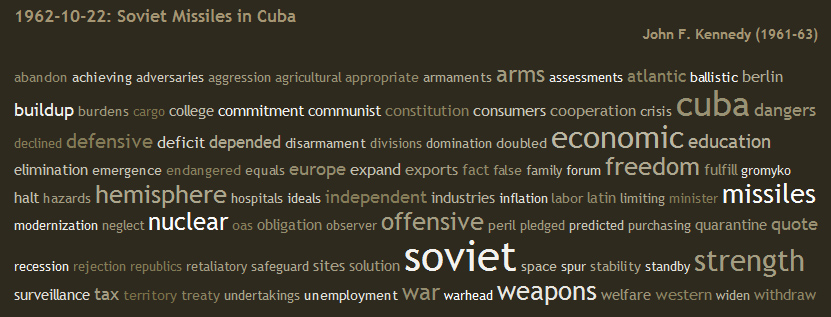 1962-10-22: Soviet Missiles in Cuba
John F. Kennedy (1961-63)
abandon achieving adversaries aggression agricultural appropriate armaments arms assessments atlantic ballistic berlin
buildup burdens cargo college commitment communist constitution consumers cooperation crisis cuba dangers
declined defensive deficit depended disarmament divisions domination doubled economic education
elimination emergence endangered equals europe expand exports fact false family forum freedom fulfill gromyko
halt hazards hemisphere hospitals ideals independent industries inflation labor latin limiting minister missiles
modernization neglect nuclear oas obligation observer offensive peril pledged predicted purchasing quarantine quote
recession rejection republics retaliatory safeguard sites solution soviet space spur stability standby strength
surveillance tax territory treaty undertakings unemployment war warhead weapons welfare western widen withdraw